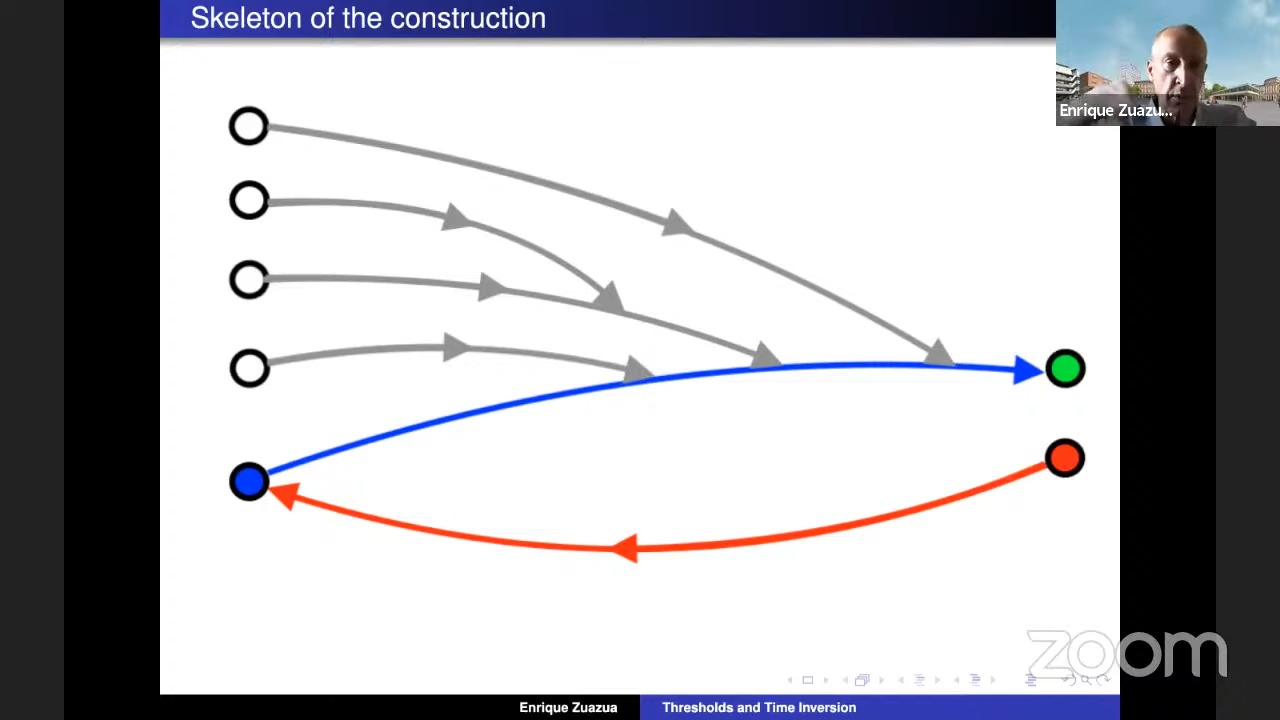 Skeleton of the construction
Enrique Zuazu...
zoom
Enrique Zuazua
Thresholds and Time Inversion